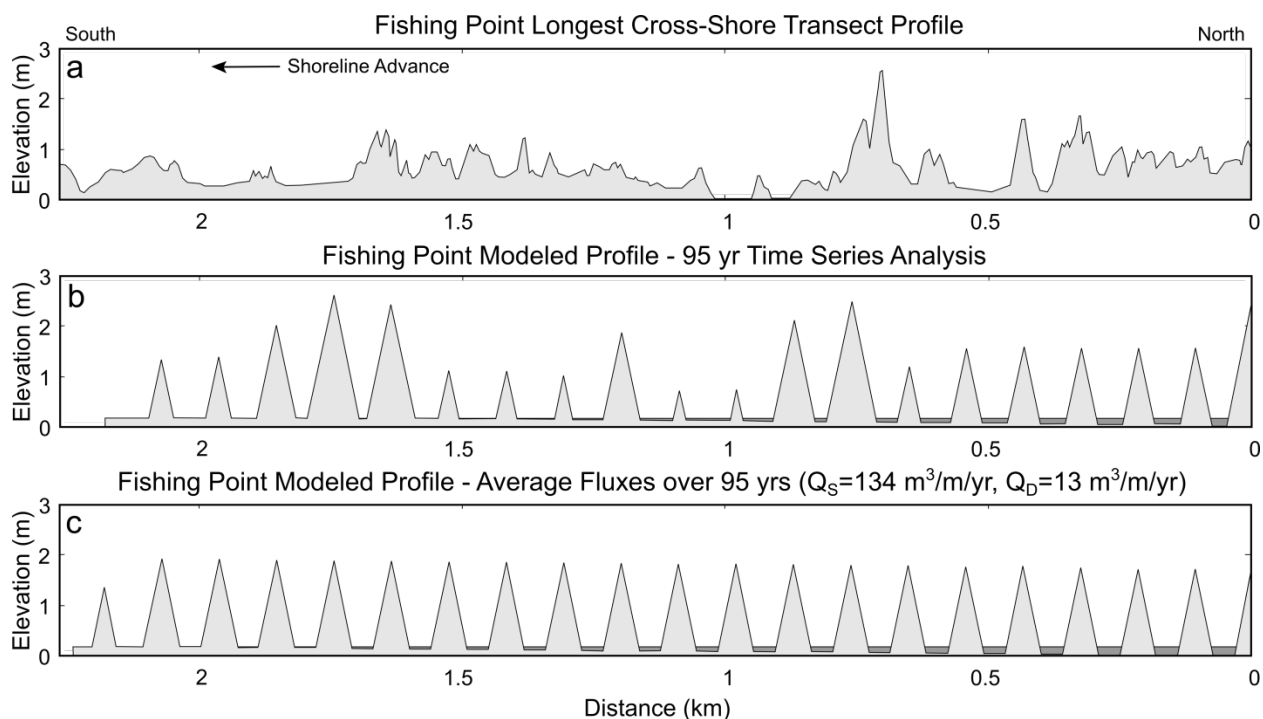 Fishing Point Longest Cross-Shore Transect Profile
South
North
a
Shoreline Advance
Elevation (m)
3
2
1
0
2
1.5
1
0.5
0
Fishing Point Modeled Profile - 95 yr Time Series Analysis
b
Elevation (m)
3
2
1
0
2
1.5
1
0.5
0
Fishing Point Modeled Profile - Average Fluxes over 95 yrs (QS=134 m³/m/yr, QD=13 m³/m/yr)
c
Elevation (m)
3
2
1
0
2
1.5
1
0.5
0
Distance (km)